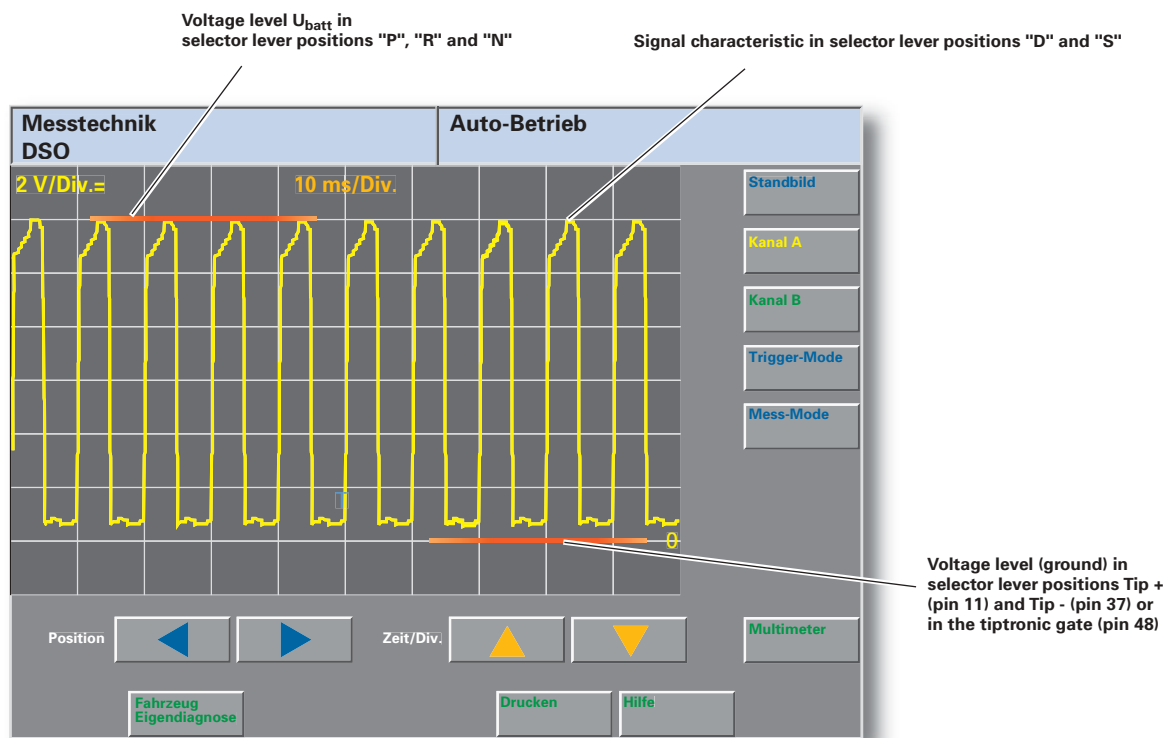 Voltage level Ubatt in
selector lever positions "P", "R" and "N"
Signal characteristic in selector lever positions "D" and "S"
Messtechnik
DSO
Auto-Betrieb
2 V/Div.=
10 ms/Div.
Standbild
Kanal A
Kanal B
Trigger-Mode
Mess-Mode
T
0
Voltage level (ground) in
selector lever positions Tip +
(pin 11) and Tip - (pin 37) or
in the tiptronic gate (pin 48)
Position
Zeit/Div.
Multimeter
Fahrzeug
Eigendiagnose
Drucken
Hilfe